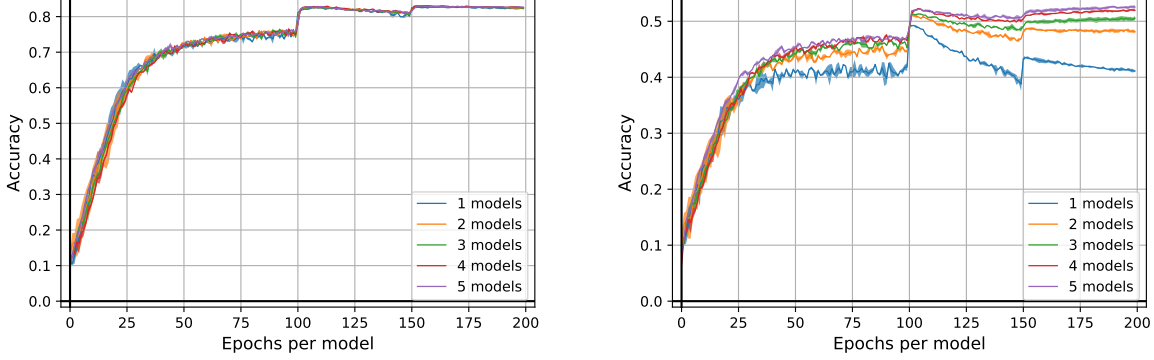 0.8
0.7
0.6
0.5
0.4
0.3
0.2
0.1
0.0
Accuracy
0 25 50 75 100 125 150 175 200
Epochs per model
1 models
2 models
3 models
4 models
5 models
0.5
0.4
0.3
0.2
0.1
0.0
Accuracy
0 25 50 75 100 125 150 175 200
Epochs per model
1 models
2 models
3 models
4 models
5 models